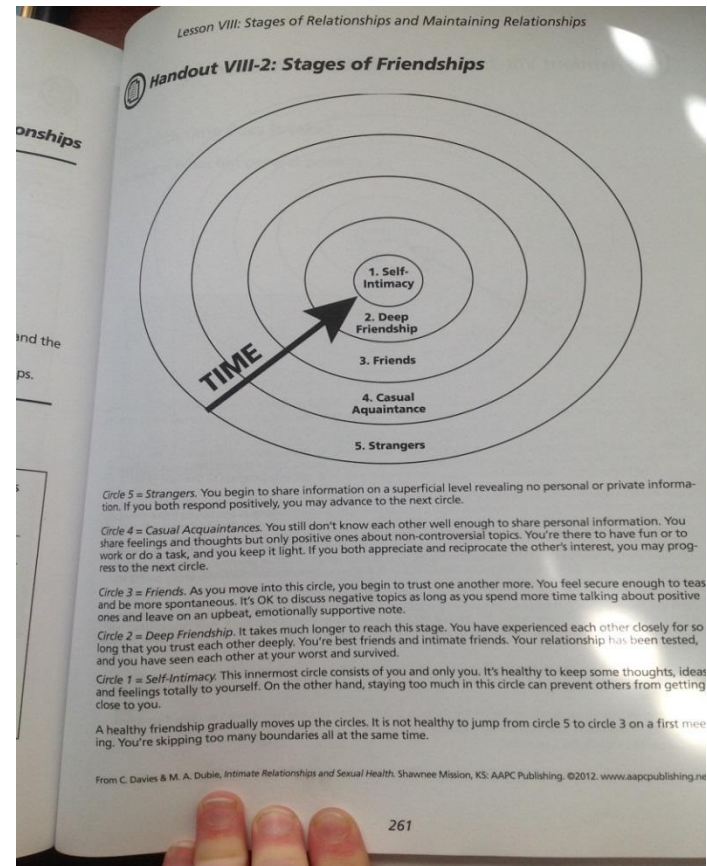 Lesson VIII: Stages of Relationships and Maintaining Relationships
Handout VIII-2: Stages of Friendships
onships
and the
ps.
s
1. Self-
Intimacy
2. Deep
Friendship
TIME
3. Friends
4. Casual
Aquaintance
5. Strangers
Circle 5 = Strangers. You begin to share information on a superficial level revealing no personal or private informa-
tion. If you both respond positively, you may advance to the next circle.
Circle 4 = Casual Acquaintances. You still don't know each other well enough to share personal information. You
share feelings and thoughts but only positive ones about non-controversial topics. You're there to have fun or to
work or do a task, and you keep it light. If you both appreciate and reciprocate the other's interest, you may prog-
ress to the next circle.
Circle 3 = Friends. As you move into this circle, you begin to trust one another more. You feel secure enough to teas
and be more spontaneous. It's OK to discuss negative topics as long as you spend more time talking about positive
ones and leave on an upbeat, emotionally supportive note.
Circle 2 = Deep Friendship. It takes much longer to reach this stage. You have experienced each other closely for so
long that you trust each other deeply. You're best friends and intimate friends. Your relationship has been tested,
and you have seen each other at your worst and survived.
Circle 1 = Self-Intimacy. This innermost circle consists of you and only you. It's healthy to keep some thoughts, ideas
and feelings totally to yourself. On the other hand, staying too much in this circle can prevent others from getting
close to you.
A healthy friendship gradually moves up the circles. It is not healthy to jump from circle 5 to circle 3 on a first mee
ing. You're skipping too many boundaries all at the same time.
From C. Davies & M. A. Dubie, Intimate Relationships and Sexual Health. Shawnee Mission, KS: AAPC Publishing. ©2012. www.aapcpublishing.ne
261